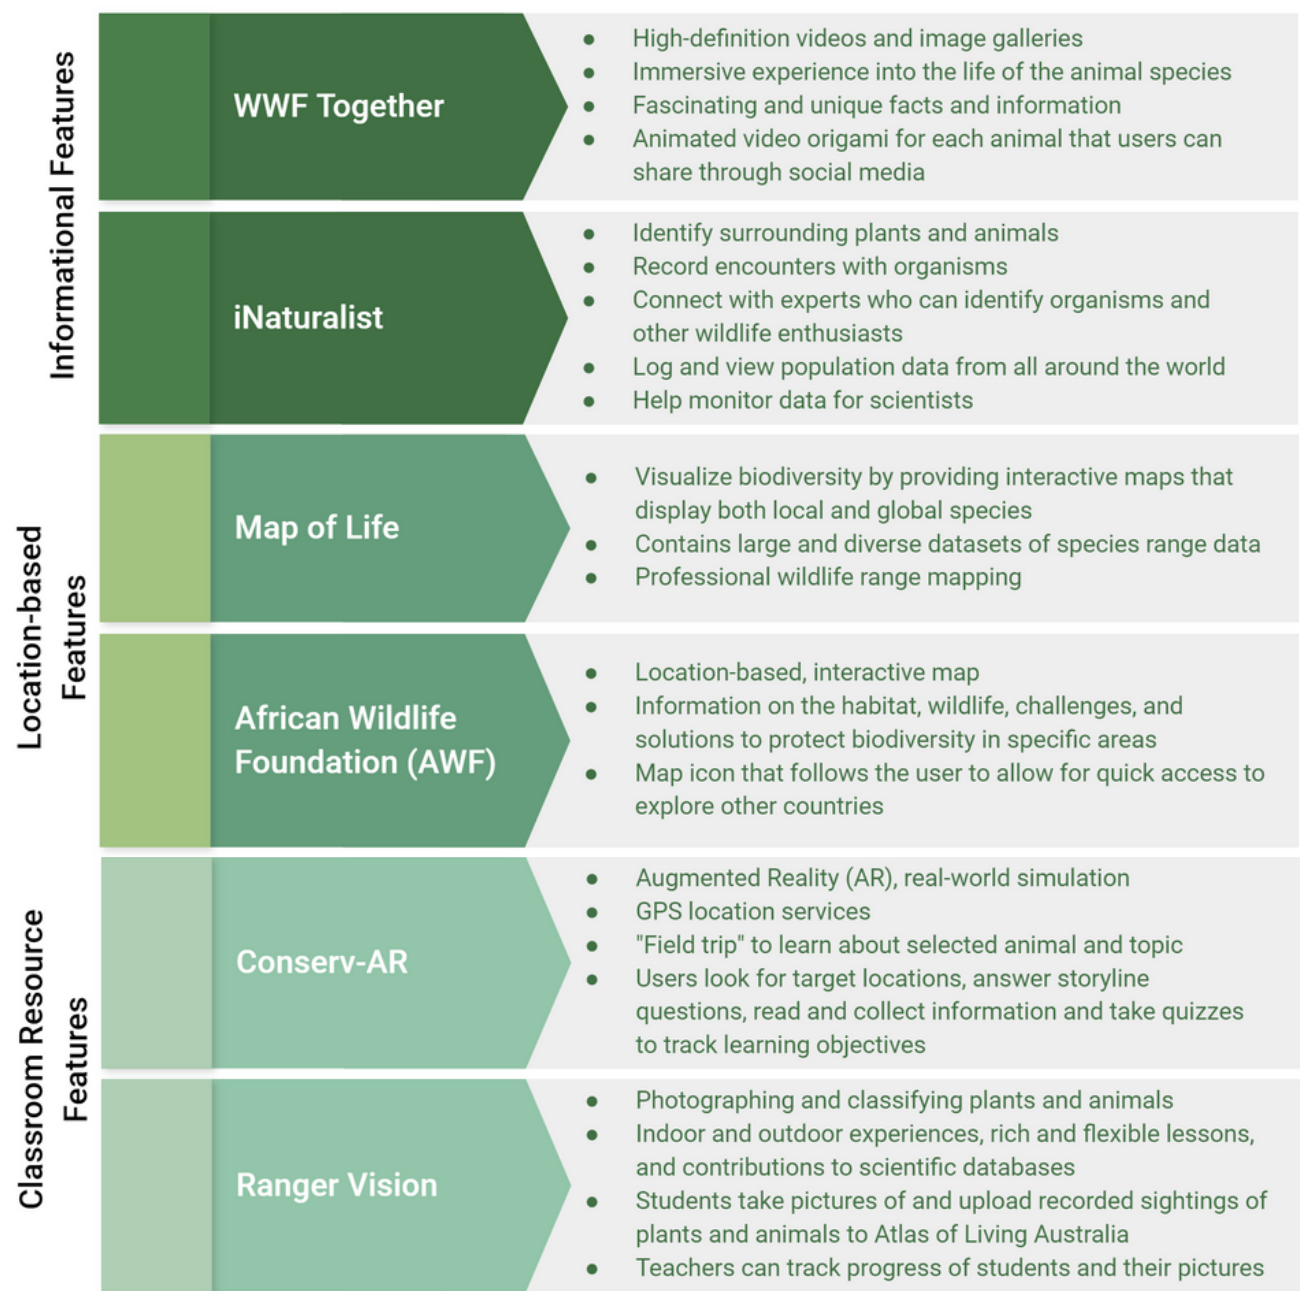 Informational Features
WWF Together
High-definition videos and image galleries
Immersive experience into the life of the animal species
Fascinating and unique facts and information
Animated video origami for each animal that users can
share through social media
iNaturalist
Identify surrounding plants and animals
Record encounters with organisms
Connect with experts who can identify organisms and
other wildlife enthusiasts
Log and view population data from all around the world
Help monitor data for scientists
Location-based
Features
Map of Life
Visualize biodiversity by providing interactive maps that
display both local and global species
Contains large and diverse datasets of species range data
Professional wildlife range mapping
African Wildlife
Foundation (AWF)
Location-based, interactive map
Information on the habitat, wildlife, challenges, and
solutions to protect biodiversity in specific areas
Map icon that follows the user to allow for quick access to
explore other countries
Classroom Resource
Features
Conserv-AR
Augmented Reality (AR), real-world simulation
GPS location services
"Field trip" to learn about selected animal and topic
Users look for target locations, answer storyline
questions, read and collect information and take quizzes
to track learning objectives
Ranger Vision
Photographing and classifying plants and animals
Indoor and outdoor experiences, rich and flexible lessons,
and contributions to scientific databases
Students take pictures of and upload recorded sightings of
plants and animals to Atlas of Living Australia
Teachers can track progress of students and their pictures